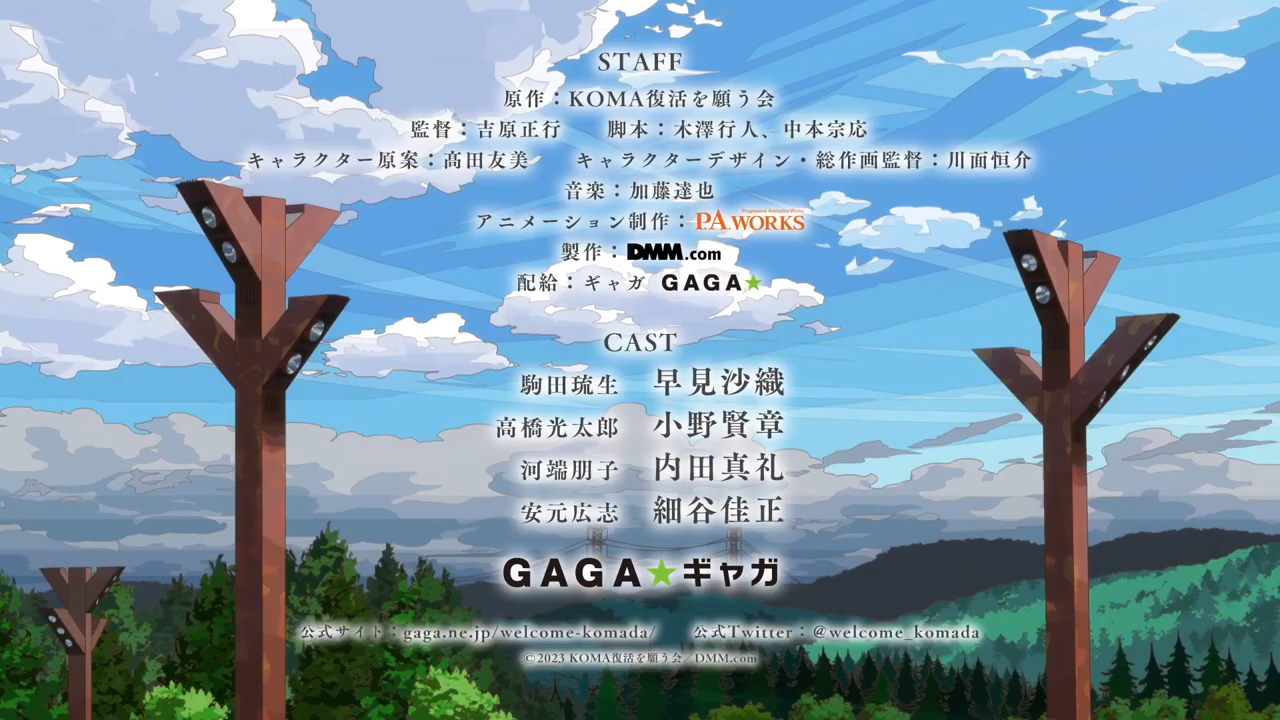 STAFF
原作：KOMA復活を願う会
監督：吉原正行　脚本：木澤行人、中本宗応
キャラクター原案：髙田友美　キャラクターデザイン・総作画監督：川面恒介
音楽：加藤達也
アニメーション制作：Progressive Animation Works P.A.WORKS
製作：DMM.com
配給：ギャガ GAGA★
CAST
駒田琉生　早見沙織
高橋光太郎　小野賢章
河端朋子　内田真礼
安元広志　細谷佳正
GAGA★ギャガ
公式サイト：gaga.ne.jp/welcome-komada/　公式Twitter：@welcome_komada
© 2023 KOMA復活を願う会／DMM.com